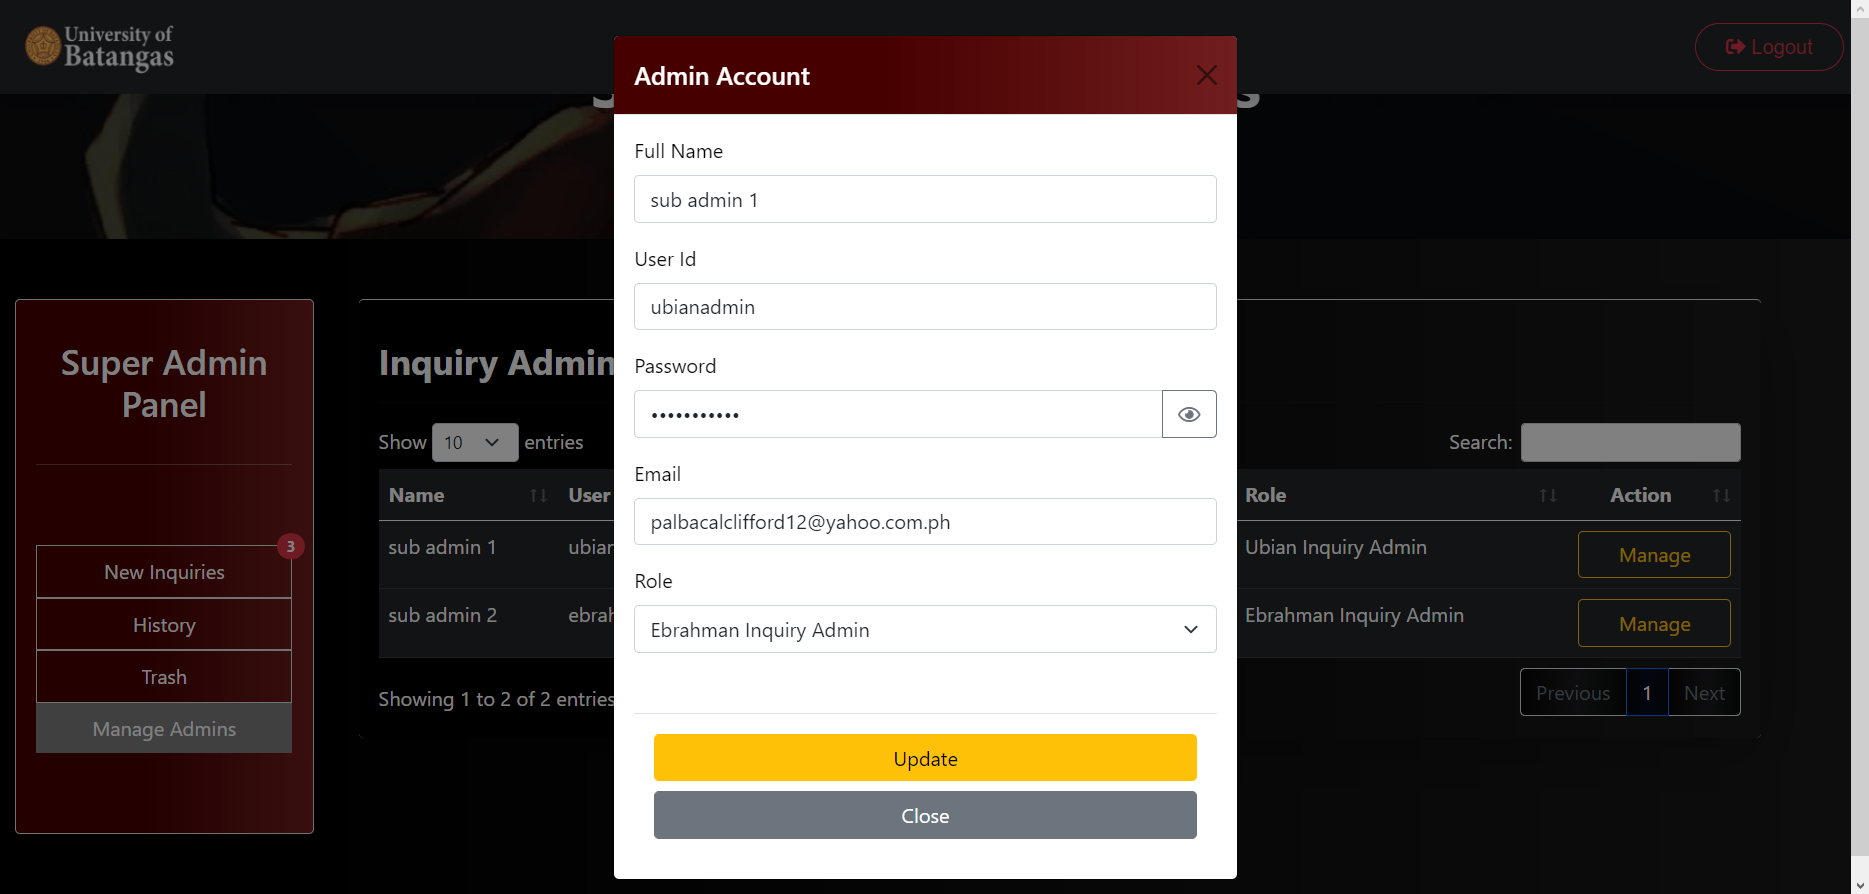 University of
Batangas
Logout
Admin Account
Full Name
sub admin 1
User Id
ubianadmin
Password
•••••••••••
Email
palbacalclifford12@yahoo.com.ph
Role
Ebrahman Inquiry Admin
Update
Close
Super Admin
Panel
3
New Inquiries
History
Trash
Manage Admins
Inquiry Admin
Show 10 entries
Search:
Name User Role Action
sub admin 1 ubian Ubian Inquiry Admin Manage
sub admin 2 ebrah Ebrahman Inquiry Admin Manage
Showing 1 to 2 of 2 entries
Previous 1 Next